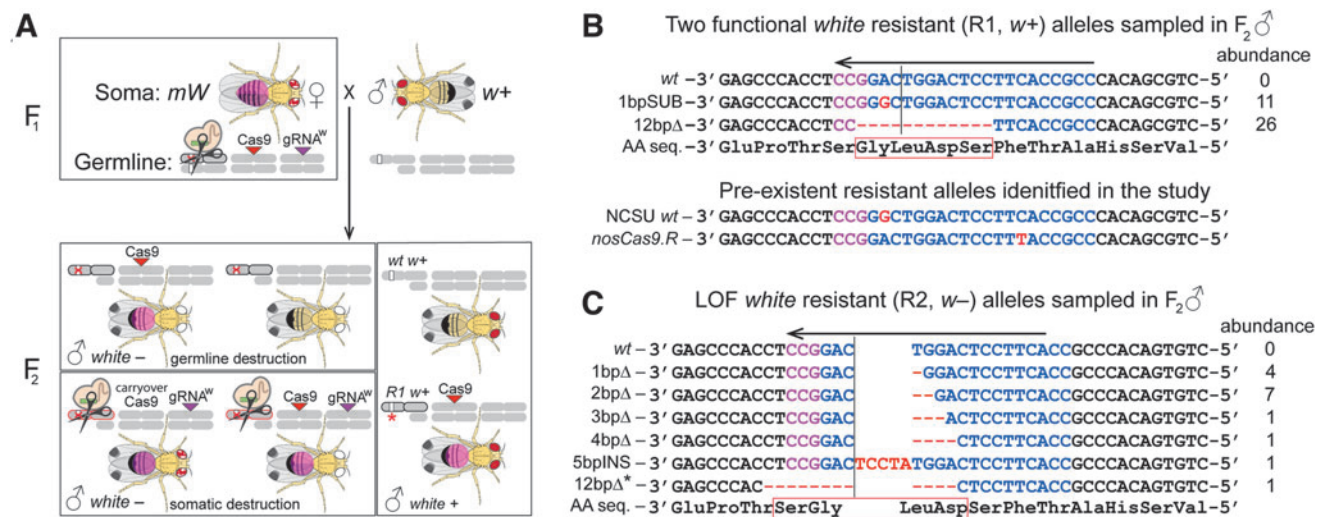 A
F1
Soma: mW ♀ X ♂ w+
Germline: Cas9 gRNAW
F2
Cas9
♂ white – germline destruction
wt w+
carryover Cas9 gRNAW Cas9 gRNAW
♂ white – somatic destruction
R1 w+ Cas9
*
♂ white +
B
Two functional white resistant (R1, w+) alleles sampled in F2 ♂
abundance
wt –3′GAGCCCACCTCCGGACTGGACTCCTTCACCGCCCACAGCGTC-5′ 0
1bpSUB –3′GAGCCCACCTCCGGGCTGGACTCCTTCACCGCCCACAGCGTC-5′ 11
12bpΔ –3′GAGCCCACCTCC------------TTCACCGCCCACAGCGTC-5′ 26
AA seq.–GluProThrSerGlyLeuAspSerPheThrAlaHisSerVal-5′
Pre-existent resistant alleles idenitfied in the study
NCSU wt –3′GAGCCCACCTCCGGGCTGGACTCCTTCACCGCCCACAGCGTC-5′
nosCas9.R –3′GAGCCCACCTCCGGACTGGACTCCTTTACCGCCCACAGCGTC-5′
C
LOF white resistant (R2, w–) alleles sampled in F2 ♂
abundance
wt –3′GAGCCCACCTCCGGAC TGGACTCCTTCACCGCCCACAGTGTC-5′ 0
1bpΔ –3′GAGCCCACCTCCGGAC -GGACTCCTTCACCGCCCACAGTGTC-5′ 4
2bpΔ –3′GAGCCCACCTCCGGAC --GACTCCTTCACCGCCCACAGTGTC-5′ 7
3bpΔ –3′GAGCCCACCTCCGGAC ---ACTCCTTCACCGCCCACAGTGTC-5′ 1
4bpΔ –3′GAGCCCACCTCCGGAC ----CTCCTTCACCGCCCACAGTGTC-5′ 1
5bpINS –3′GAGCCCACCTCCGGACTCCTATGGACTCCTTCACCGCCCACAGTGTC-5′ 1
12bpΔ* –3′GAGCCCAC-------- ----CTCCTTCACCGCCCACAGTGTC-5′ 1
AA seq.–GluProThrSerGly LeuAspSerPheThrAlaHisSerVal-5′